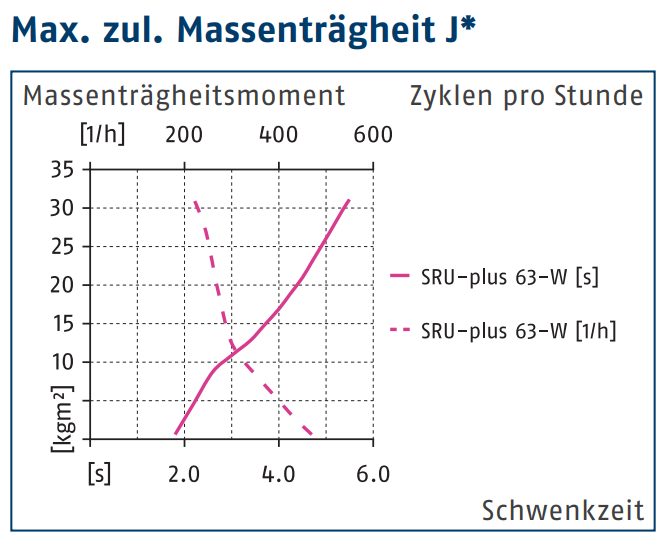 Max. zul. Massenträgheit J*
Massenträgheitsmoment Zyklen pro Stunde
[1/h] 200 400 600
35
30
25
20
15
10
[kgm²]
[s] 2.0 4.0 6.0
SRU-plus 63-W [s]
SRU-plus 63-W [1/h]
Schwenkzeit